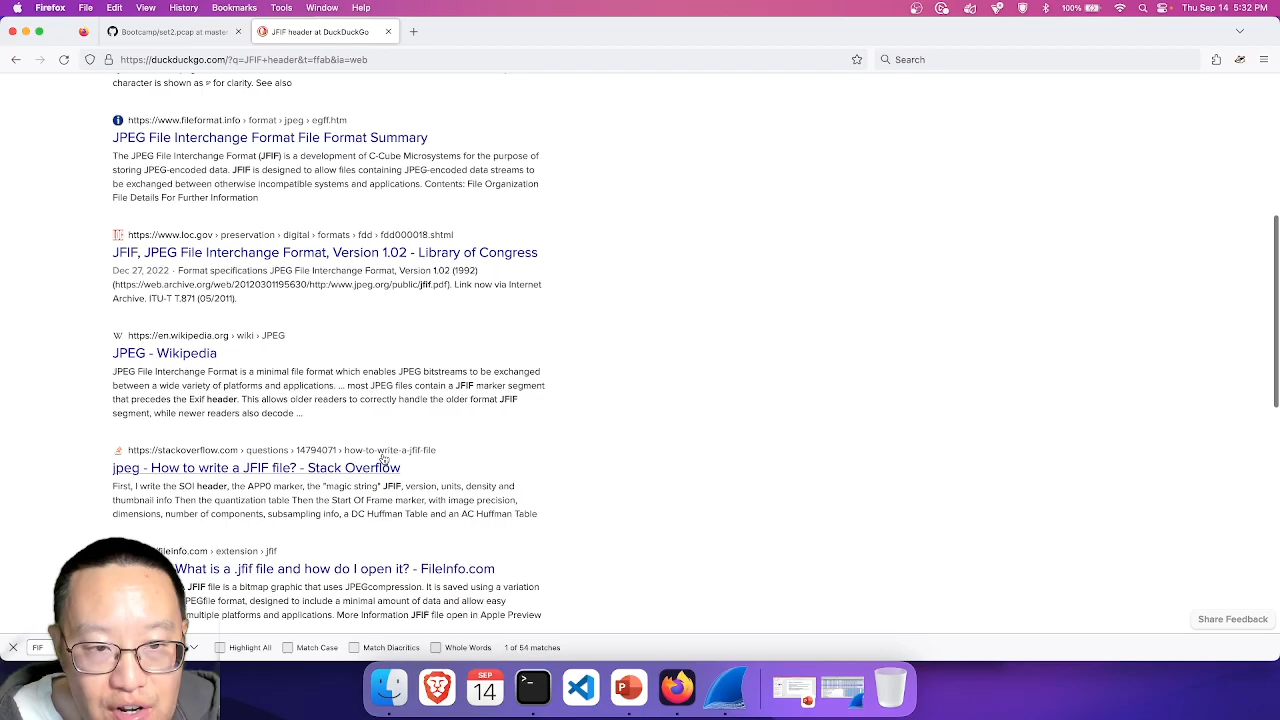 Firefox File Edit View History Bookmarks Tools Window Help 100% Thu Sep 14 5:32 PM
Bootcamp/set2.pcap at master JFIF header at DuckDuckGo
https://duckduckgo.com/?q=JFIF+header&t=ffab&ia=web Search
character is shown as for clarity. See also
https://www.fileformat.info › format › jpeg › egff.htm
JPEG File Interchange Format File Format Summary
The JPEG File Interchange Format (JFIF) is a development of C-Cube Microsystems for the purpose of
storing JPEG-encoded data. JFIF is designed to allow files containing JPEG-encoded data streams to
be exchanged between otherwise incompatible systems and applications. Contents: File Organization
File Details For Further Information
https://www.loc.gov › preservation › digital › formats › fdd › fdd000018.shtml
JFIF, JPEG File Interchange Format, Version 1.02 - Library of Congress
Dec 27, 2022 · Format specifications JPEG File Interchange Format, Version 1.02 (1992)
(https://web.archive.org/web/20120301195630/http:/www.jpeg.org/public/jfif.pdf). Link now via Internet
Archive. ITU-T T.871 (05/2011).
W https://en.wikipedia.org › wiki › JPEG
JPEG - Wikipedia
JPEG File Interchange Format is a minimal file format which enables JPEG bitstreams to be exchanged
between a wide variety of platforms and applications. ... most JPEG files contain a JFIF marker segment
that precedes the Exif header. This allows older readers to correctly handle the older format JFIF
segment, while newer readers also decode ...
https://stackoverflow.com › questions › 14794071 › how-to-write-a-jfif-file
jpeg - How to write a JFIF file? - Stack Overflow
First, I write the SOI header, the APP0 marker, the "magic string" JFIF, version, units, density and
thumbnail info Then the quantization table Then the Start Of Frame marker, with image precision,
dimensions, number of components, subsampling info, a DC Huffman Table and an AC Huffman Table
fileinfo.com › extension › jfif
What is a .jfif file and how do I open it? - FileInfo.com
JFIF file is a bitmap graphic that uses JPEGcompression. It is saved using a variation
PEGfile format, designed to include a minimal amount of data and allow easy
multiple platforms and applications. More Information JFIF file open in Apple Preview
Share Feedback
FIF Highlight All Match Case Match Diacritics Whole Words 1 of 54 matches
SEP
14